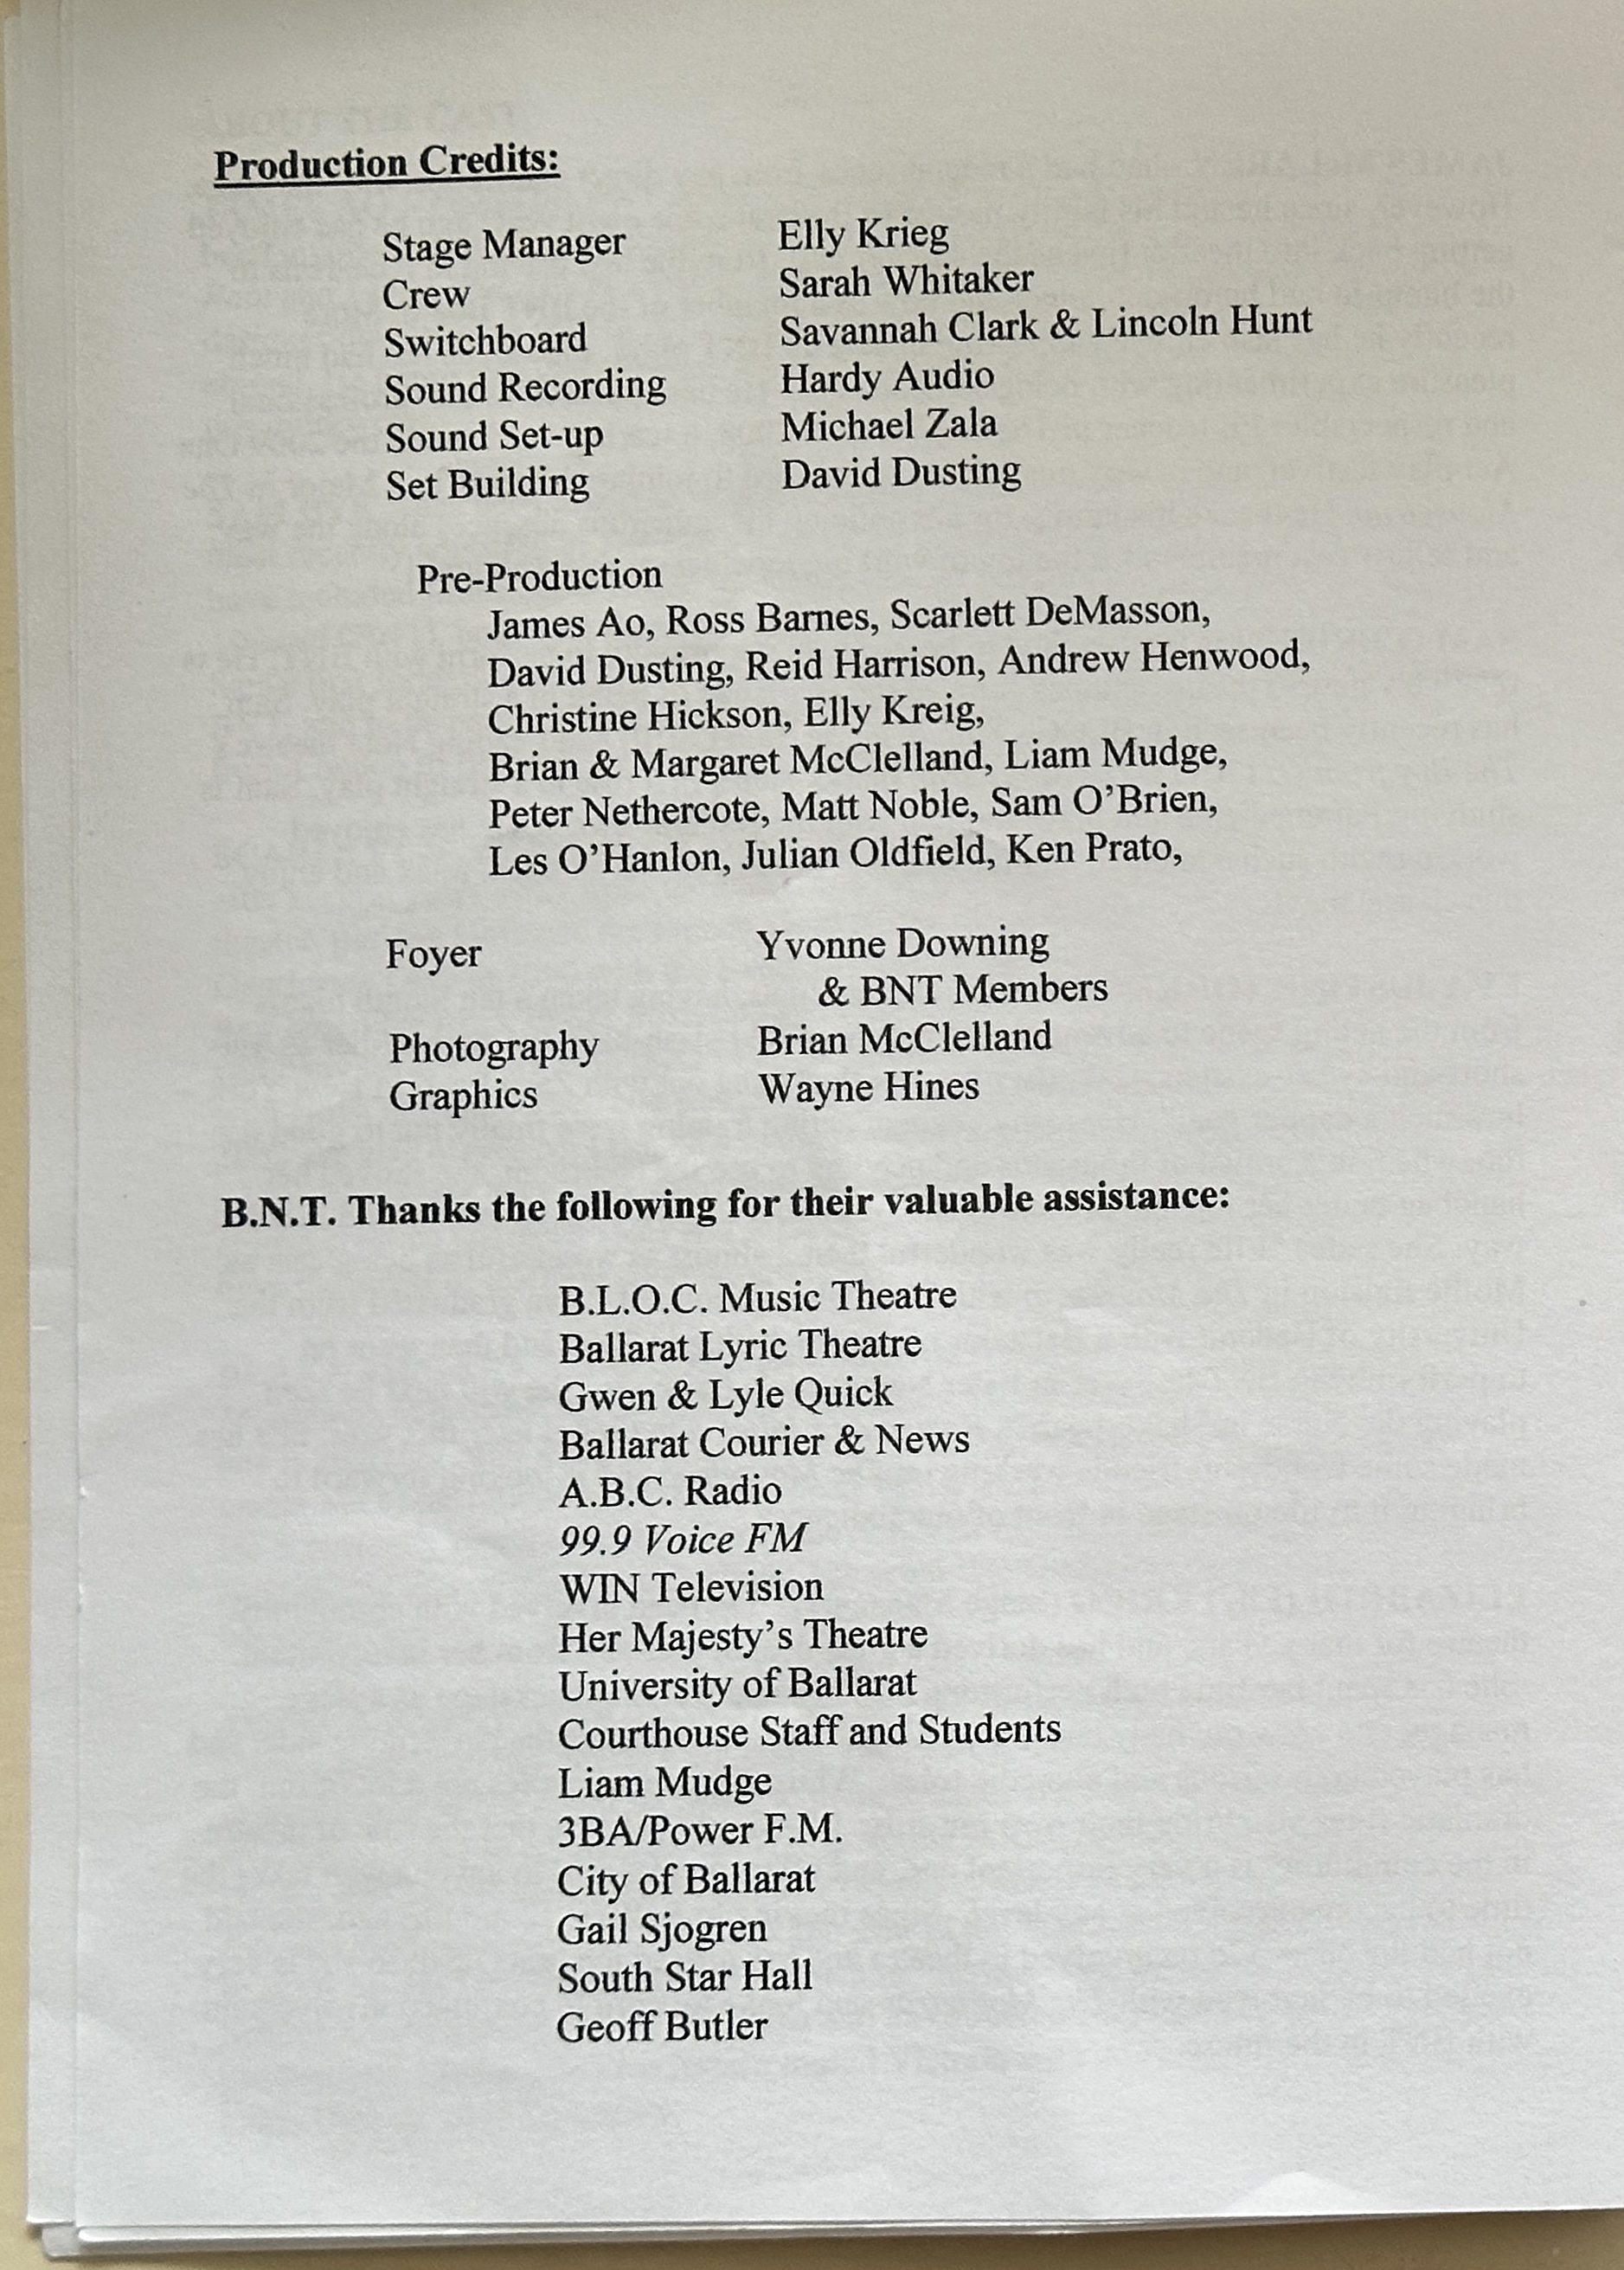 Production Credits:
Stage Manager Elly Krieg
Crew Sarah Whitaker
Switchboard Savannah Clark & Lincoln Hunt
Sound Recording Hardy Audio
Sound Set-up Michael Zala
Set Building David Dusting
Pre-Production
James Ao, Ross Barnes, Scarlett DeMasson,
David Dusting, Reid Harrison, Andrew Henwood,
Christine Hickson, Elly Kreig,
Brian & Margaret McClelland, Liam Mudge,
Peter Nethercote, Matt Noble, Sam O’Brien,
Les O’Hanlon, Julian Oldfield, Ken Prato,
Foyer Yvonne Downing
& BNT Members
Photography Brian McClelland
Graphics Wayne Hines
B.N.T. Thanks the following for their valuable assistance:
B.L.O.C. Music Theatre
Ballarat Lyric Theatre
Gwen & Lyle Quick
Ballarat Courier & News
A.B.C. Radio
99.9 Voice FM
WIN Television
Her Majesty’s Theatre
University of Ballarat
Courthouse Staff and Students
Liam Mudge
3BA/Power F.M.
City of Ballarat
Gail Sjogren
South Star Hall
Geoff Butler